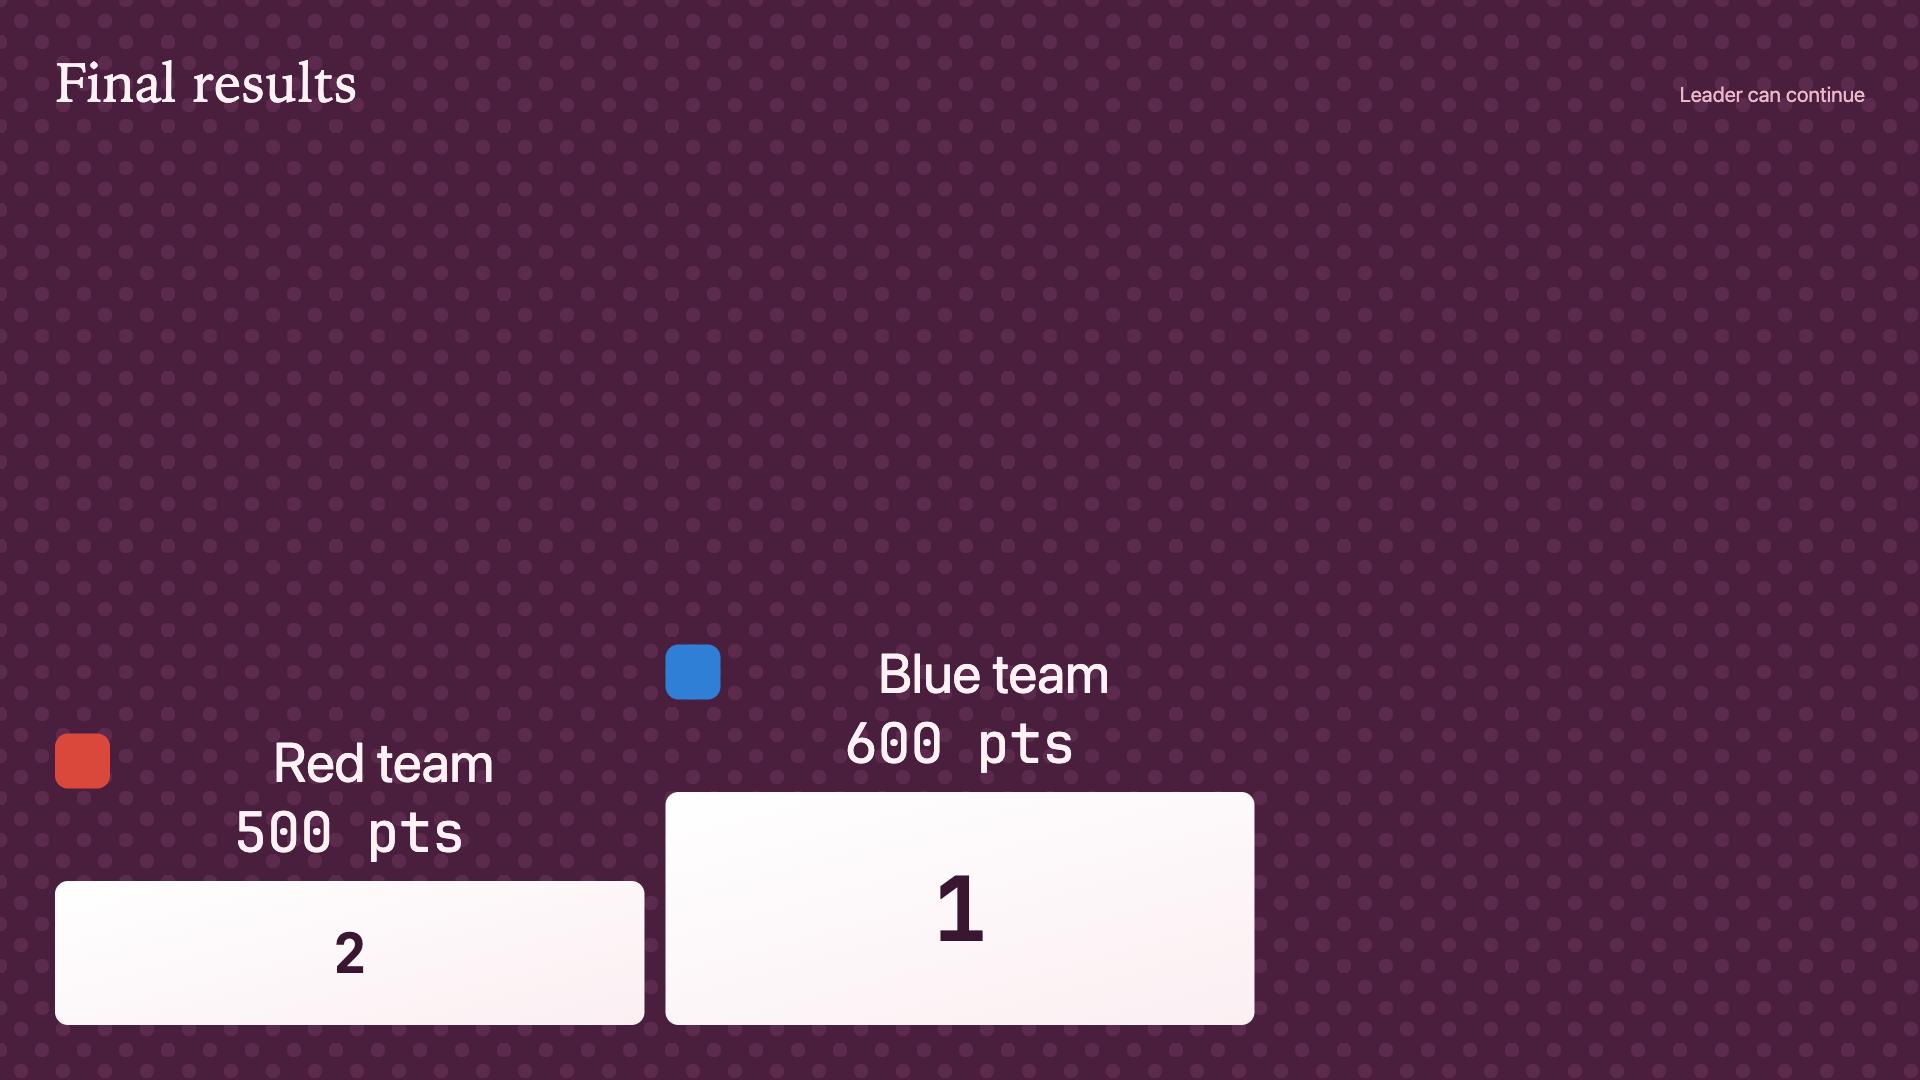 Final results
Leader can continue
Red team
500 pts
2
Blue team
600 pts
1